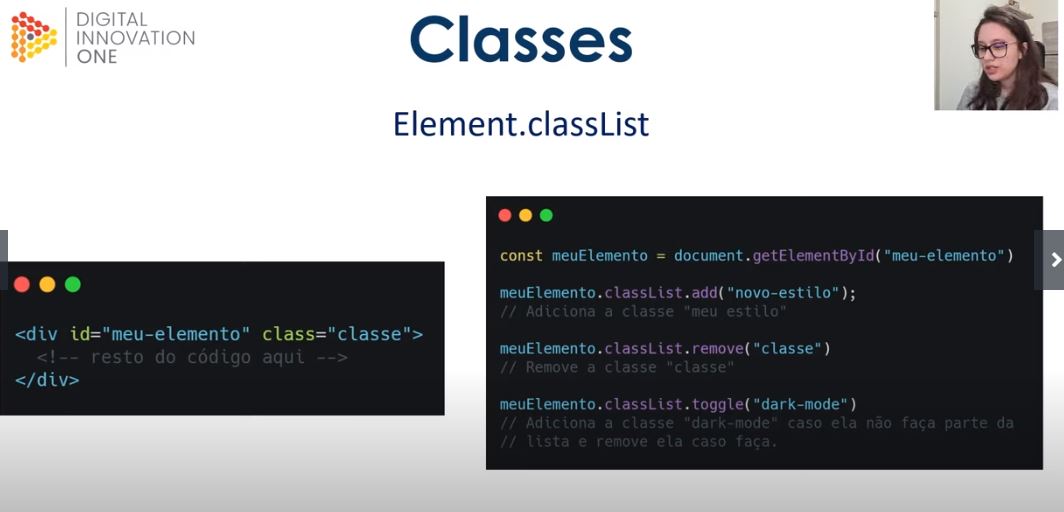 DIGITAL
INNOVATION
ONE
Classes
Element.classList
<div id="meu-elemento" class="classe">
<!-- resto do código aqui -->
</div>
const meuElemento = document.getElementById("meu-elemento")
meuElemento.classList.add("novo-estilo");
// Adiciona a classe "meu estilo"
meuElemento.classList.remove("classe")
// Remove a classe "classe"
meuElemento.classList.toggle("dark-mode")
// Adiciona a classe "dark-mode" caso ela não faça parte da
// lista e remove ela caso faça.